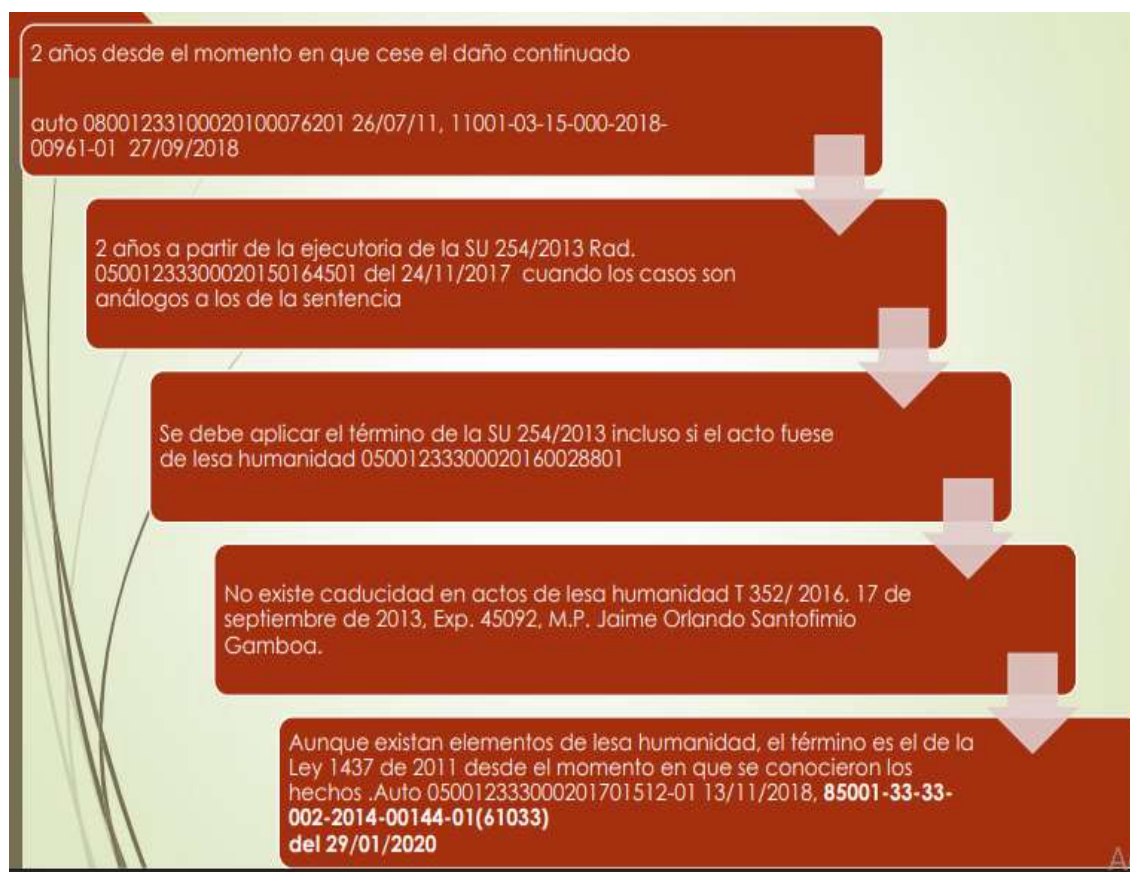 2 años desde el momento en que cese el daño continuado
auto 08001233100020100076201 26/07/11, 11001-03-15-000-2018-
00961-01  27/09/2018
2 años a partir de la ejecutoria de la SU 254/2013 Rad.
05001233300020150164501 del 24/11/2017  cuando los casos son
análogos a los de la sentencia
Se debe aplicar el término de la SU 254/2013 incluso si el acto fuese
de lesa humanidad 05001233300020160028801
No existe caducidad en actos de lesa humanidad T 352/ 2016. 17 de
septiembre de 2013, Exp. 45092, M.P. Jaime Orlando Santofimio
Gamboa.
Aunque existan elementos de lesa humanidad, el término es el de la
Ley 1437 de 2011 desde el momento en que se conocieron los
hechos .Auto 050012333000201701512-01 13/11/2018, 85001-33-33-
002-2014-00144-01(61033)
del 29/01/2020